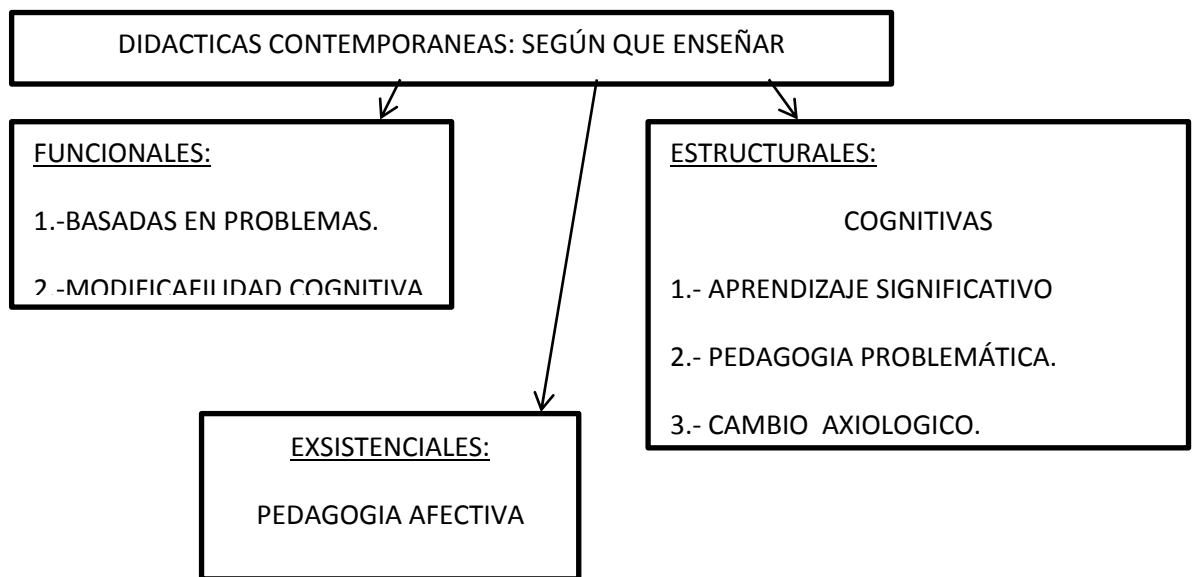 DIDACTICAS CONTEMPORANEAS: SEGÚN QUE ENSEÑAR
FUNCIONALES:
1.-BASADAS EN PROBLEMAS.
2.-MODIFICAFILIDAD COGNITIVA
ESTRUCTURALES:
COGNITIVAS
1.- APRENDIZAJE SIGNIFICATIVO
2.- PEDAGOGIA PROBLEMÁTICA.
3.- CAMBIO AXIOLOGICO.
EXSISTENCIALES:
PEDAGOGIA AFECTIVA